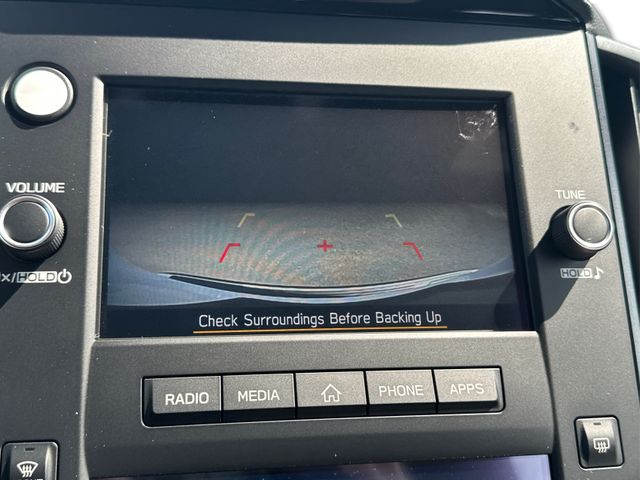 VOLUME
TUNE
HOLD
HOLD
Check Surroundings Before Backing Up
RADIO
MEDIA
PHONE
APPS